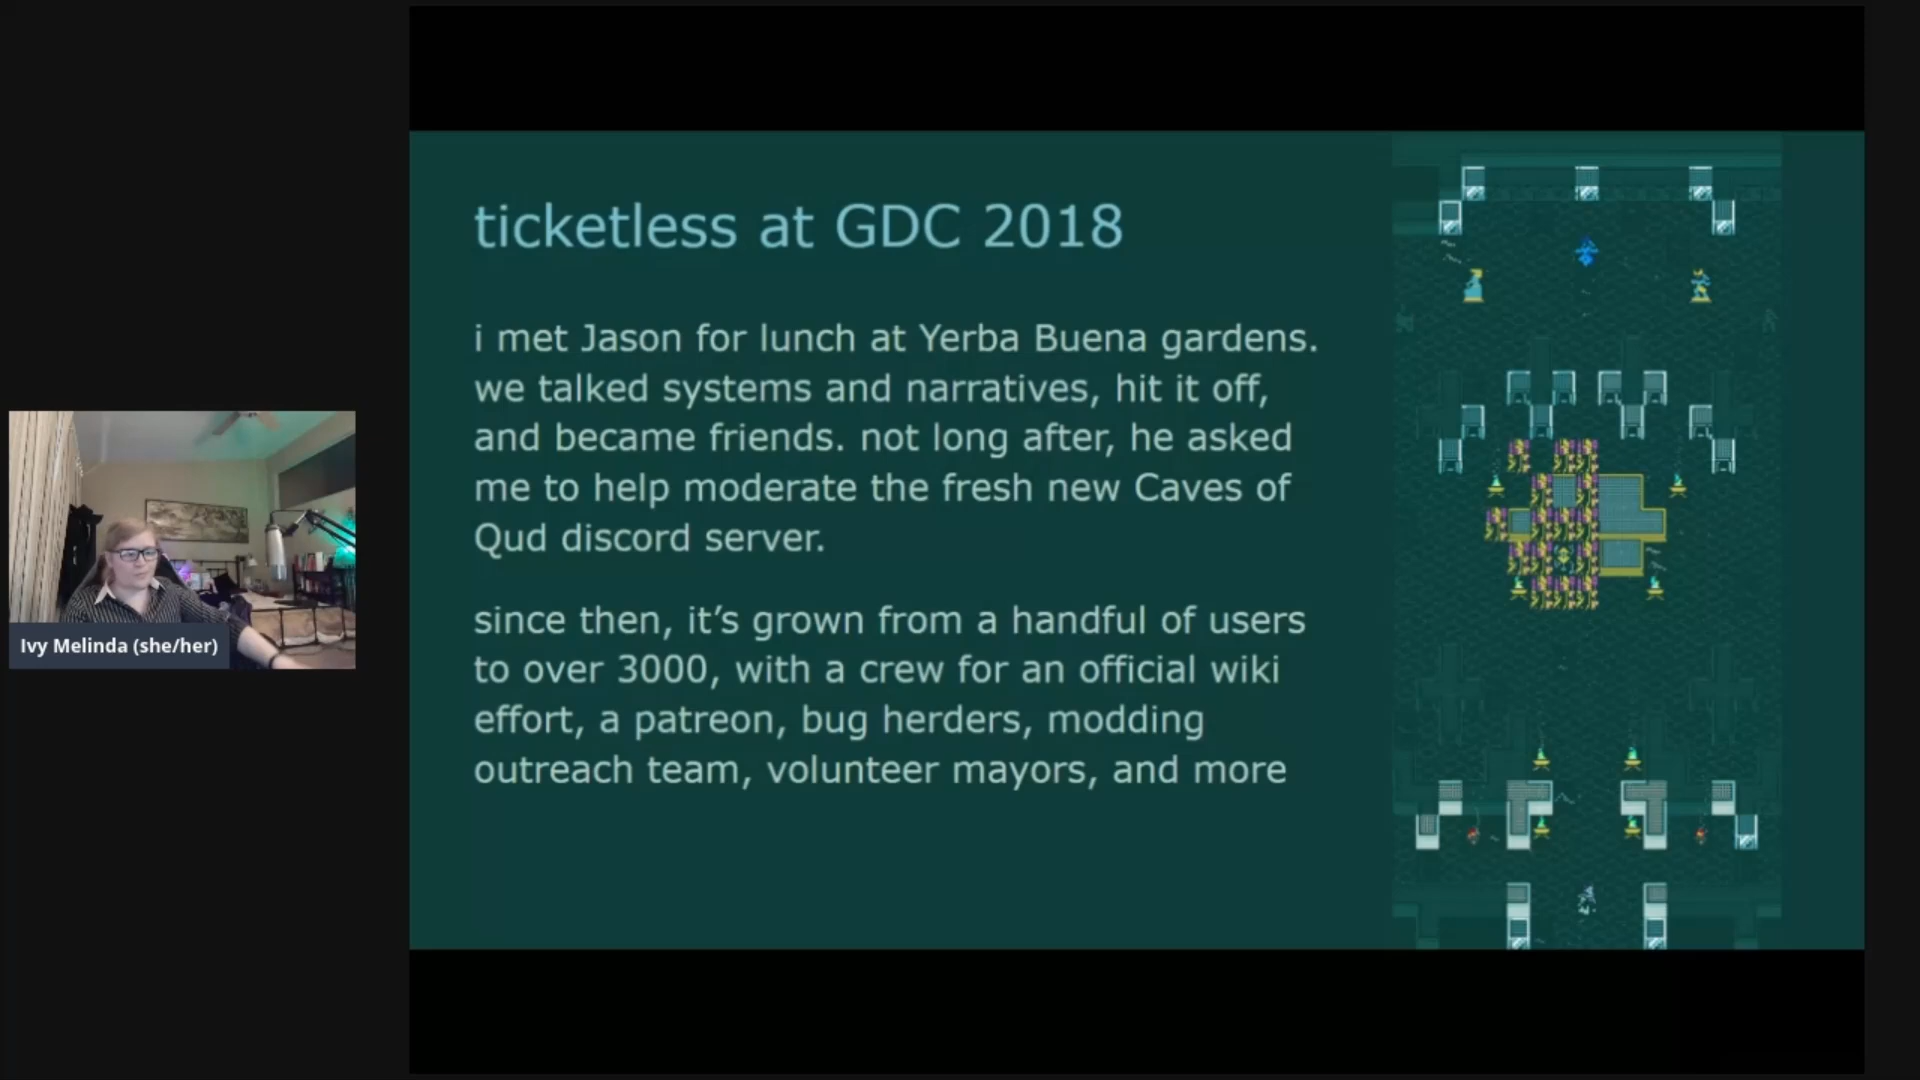 ticketless at GDC 2018
i met Jason for lunch at Yerba Buena gardens.
we talked systems and narratives, hit it off,
and became friends. not long after, he asked
me to help moderate the fresh new Caves of
Qud discord server.
since then, it’s grown from a handful of users
to over 3000, with a crew for an official wiki
effort, a patreon, bug herders, modding
outreach team, volunteer mayors, and more
Ivy Melinda (she/her)